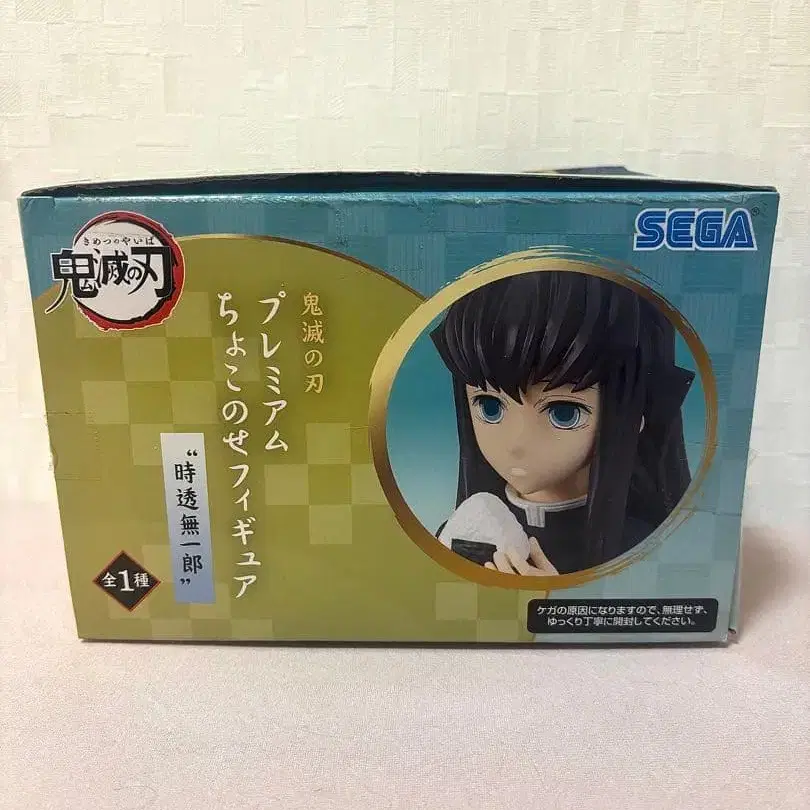 きめつのやいば
鬼滅の刃
SEGA®
鬼滅の刃
プレミアム
ちょこのせフィギュア
“時透無一郎”
全1種
ケガの原因になりますので、無理せず、
ゆっくり丁寧に開封してください。